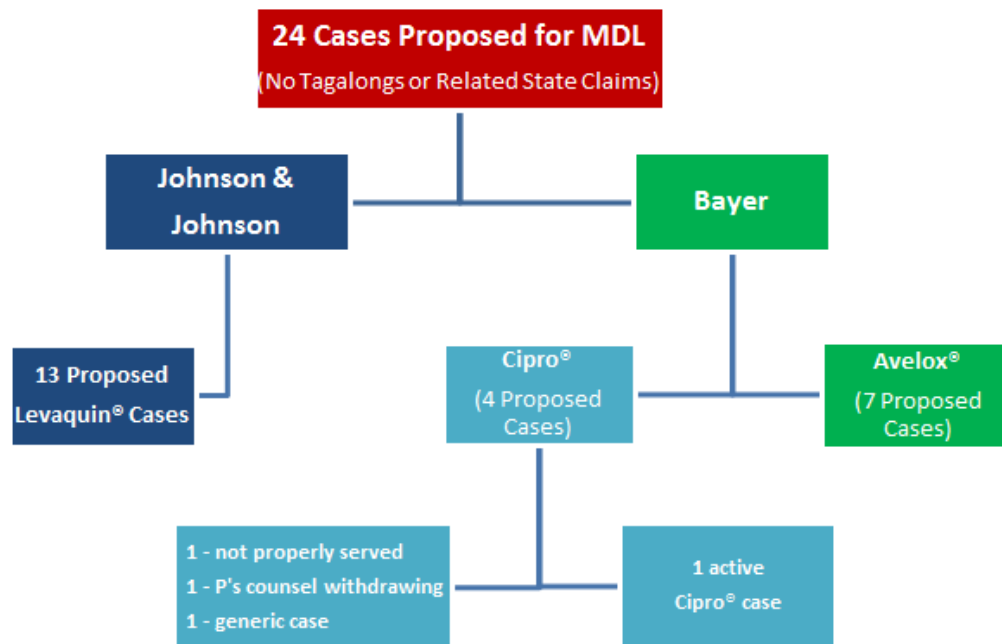 24 Cases Proposed for MDL
(No Tagalongs or Related State Claims)
Johnson &
Johnson
Bayer
13 Proposed
Levaquin® Cases
Cipro®
(4 Proposed
Cases)
Avelox®
(7 Proposed
Cases)
1 - not properly served
1 - P's counsel withdrawing
1 - generic case
1 active
Cipro® case